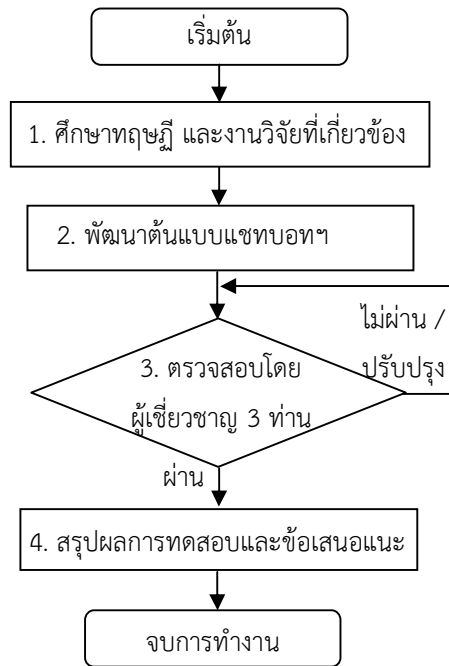 เริ่มต้น
1. ศึกษาทฤษฏี และงานวิจัยที่เกี่ยวข้อง
2. พัฒนาต้นแบบแชทบอทฯ
ไม่ผ่าน /
ปรับปรุง
3. ตรวจสอบโดย
ผู้เชี่ยวชาญ 3 ท่าน
ผ่าน
4. สรุปผลการทดสอบและข้อเสนอแนะ
จบการทำงาน